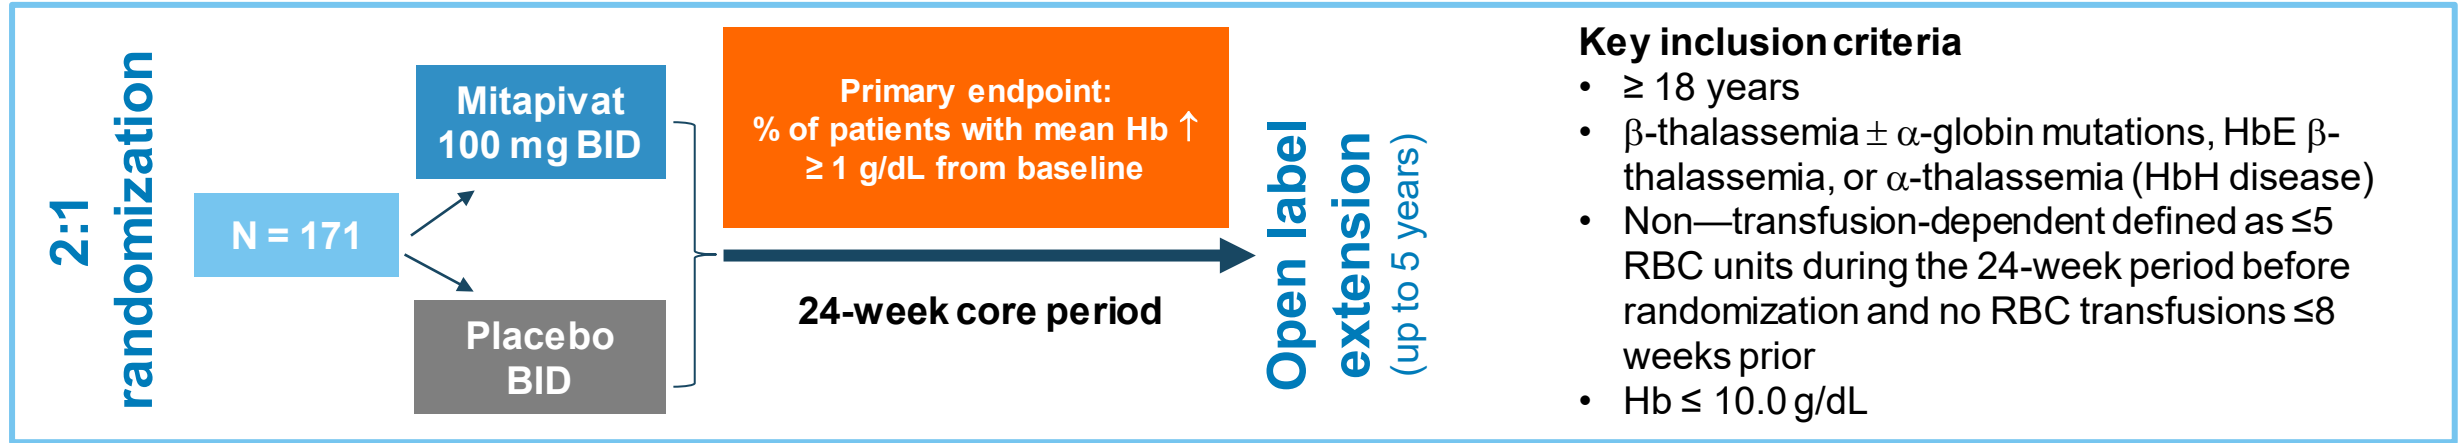 2:1
randomization
N = 171
Mitapivat
100 mg BID
Placebo
BID
Primary endpoint:
% of patients with mean Hb ↑
≥ 1 g/dL from baseline
24-week core period
Open label
extension
(up to 5 years)
Key inclusion criteria
• ≥ 18 years
• β-thalassemia ± α-globin mutations, HbE β-
thalassemia, or α-thalassemia (HbH disease)
• Non—transfusion-dependent defined as ≤5
RBC units during the 24-week period before
randomization and no RBC transfusions ≤8
weeks prior
• Hb ≤ 10.0 g/dL